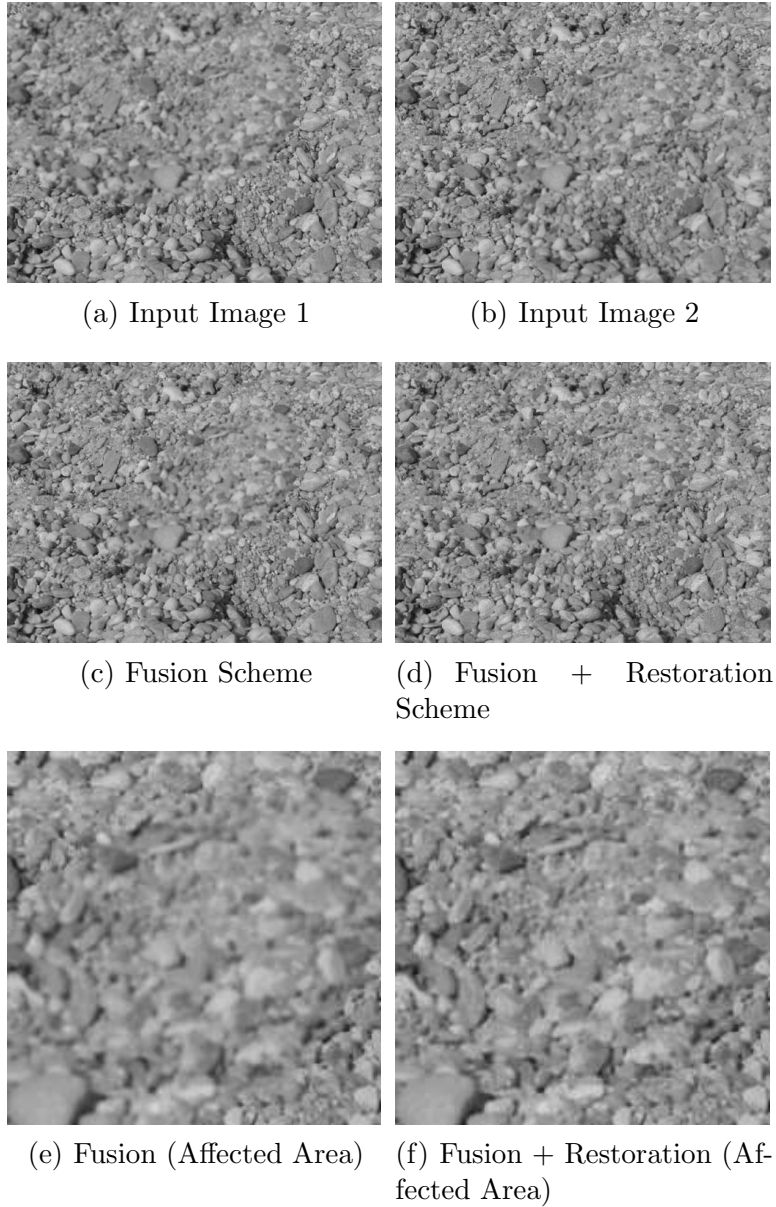 (a) Input Image 1
(b) Input Image 2
(c) Fusion Scheme
(d) Fusion + Restoration
Scheme
(e) Fusion (Affected Area)
(f) Fusion + Restoration (Af-
fected Area)